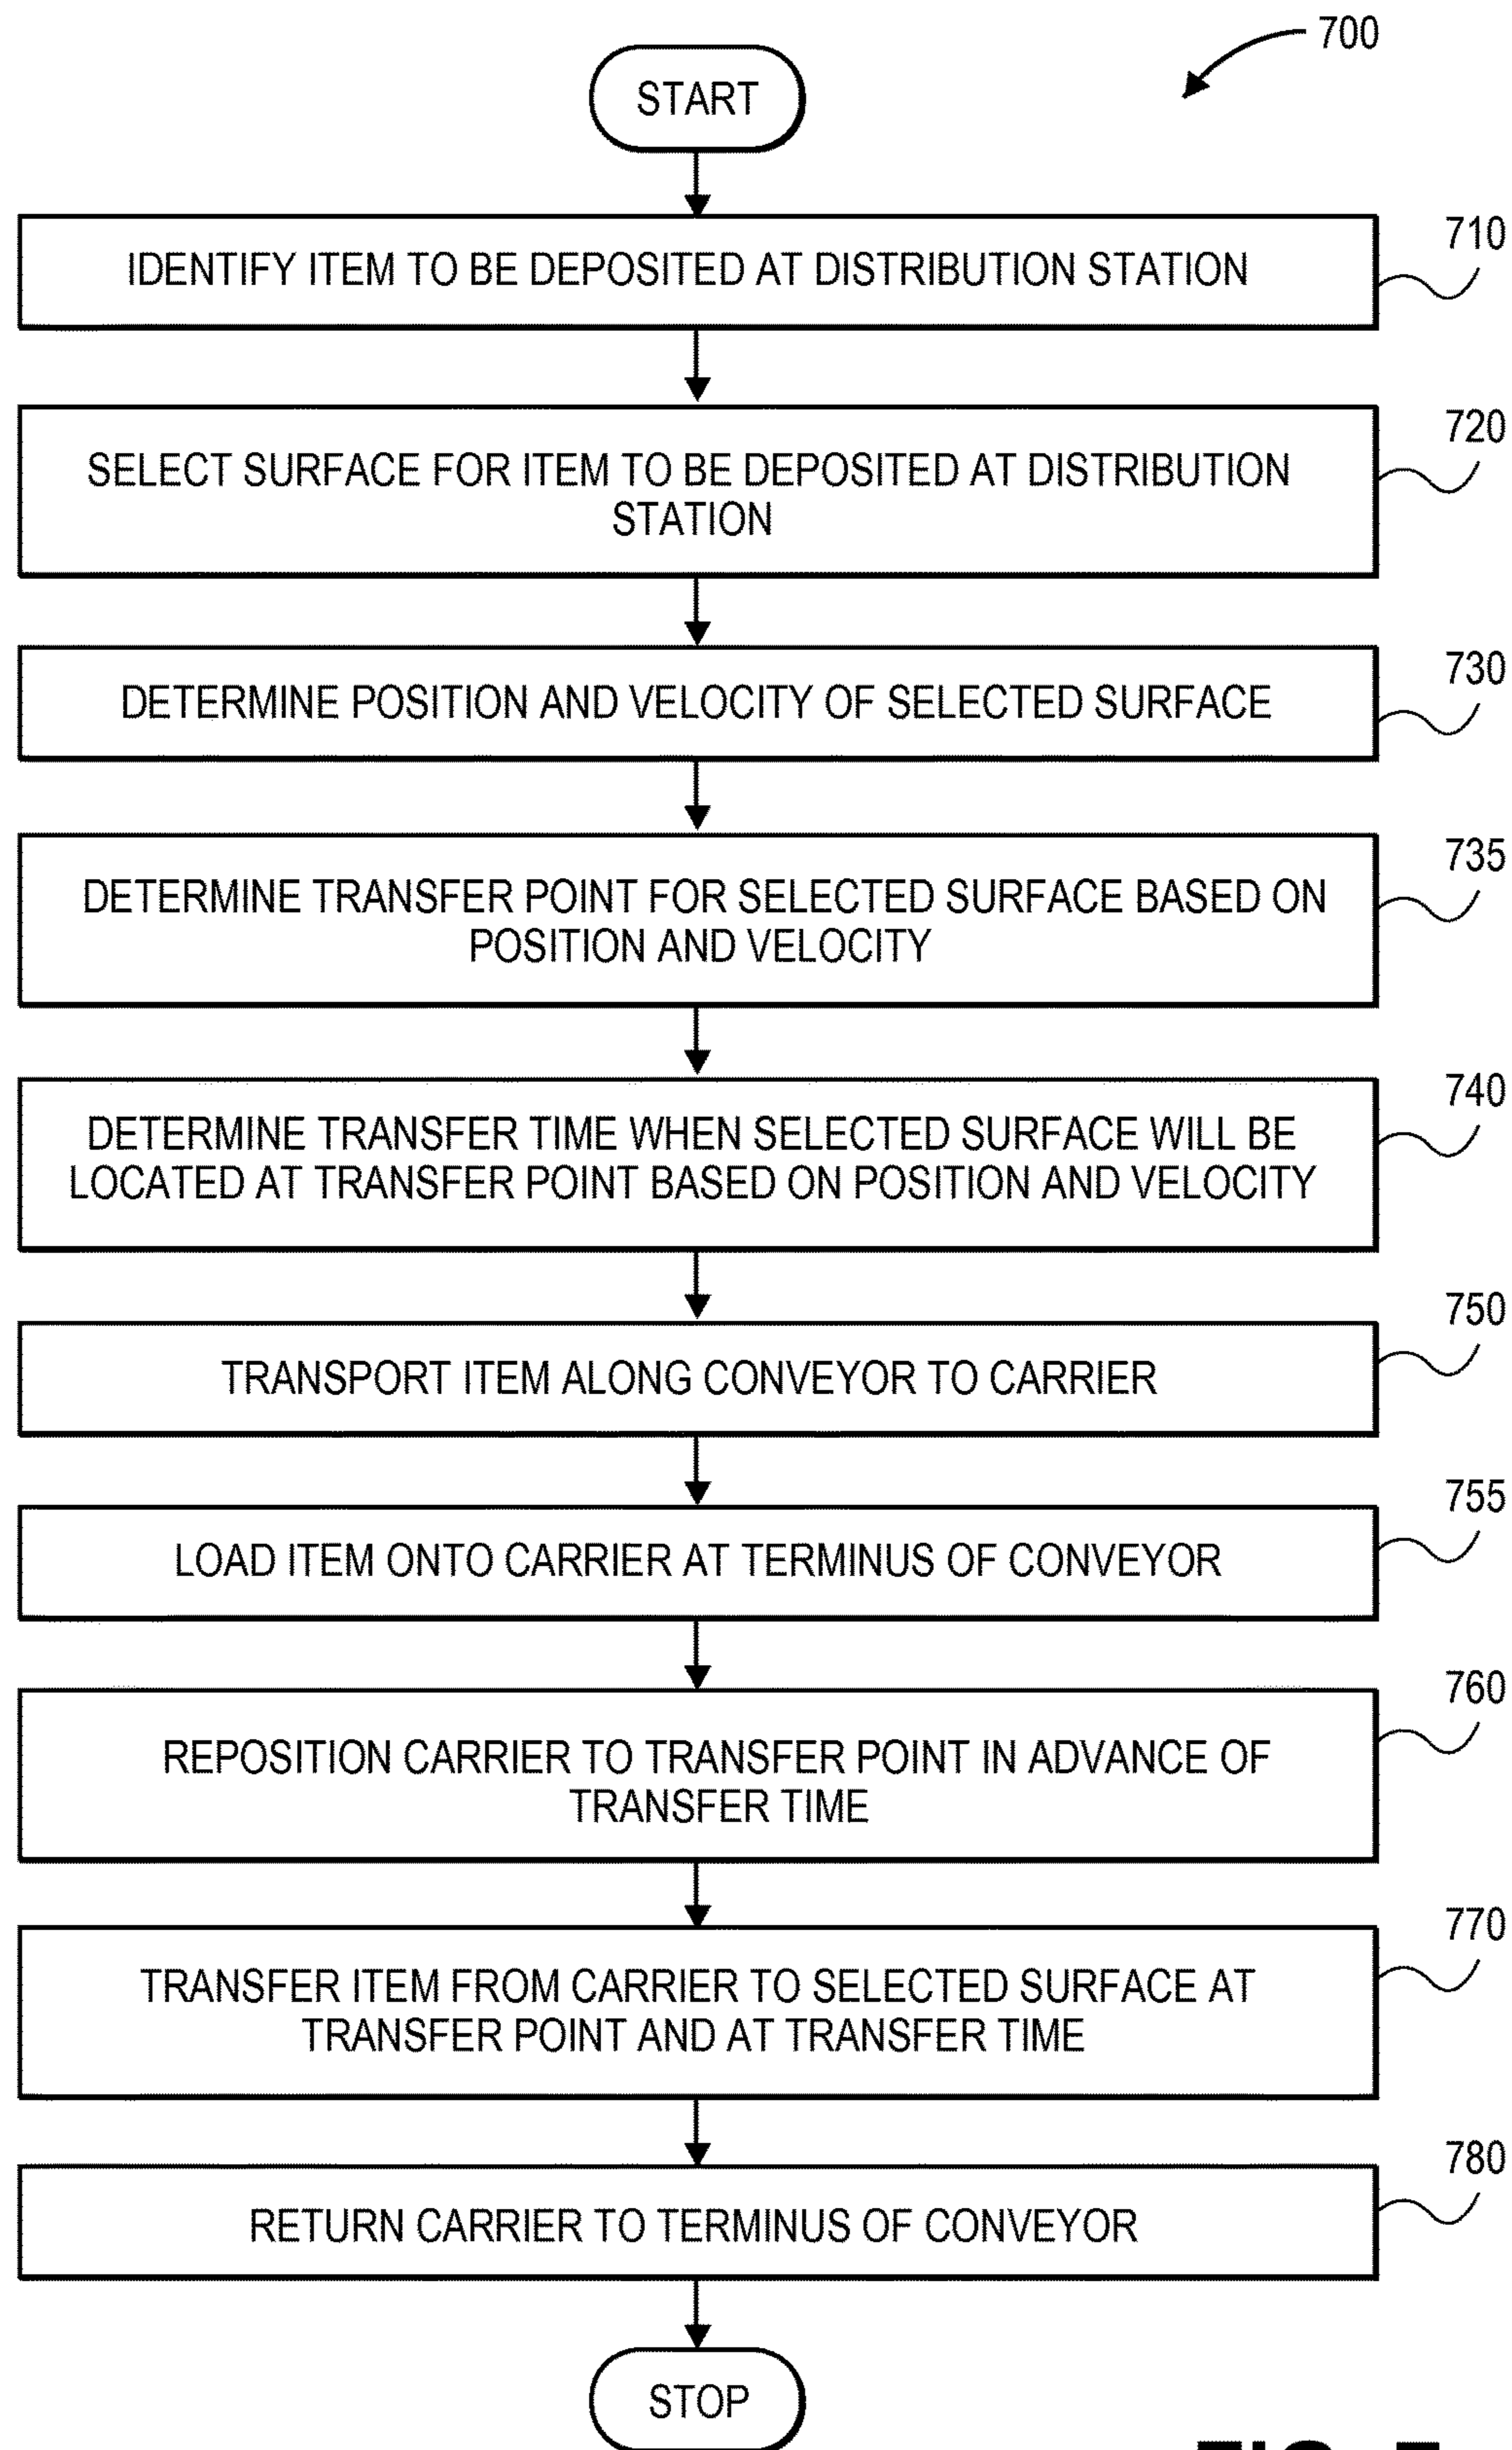 700
START
IDENTIFY ITEM TO BE DEPOSITED AT DISTRIBUTION STATION
710
SELECT SURFACE FOR ITEM TO BE DEPOSITED AT DISTRIBUTION
STATION
720
DETERMINE POSITION AND VELOCITY OF SELECTED SURFACE
730
DETERMINE TRANSFER POINT FOR SELECTED SURFACE BASED ON
POSITION AND VELOCITY
735
DETERMINE TRANSFER TIME WHEN SELECTED SURFACE WILL BE
LOCATED AT TRANSFER POINT BASED ON POSITION AND VELOCITY
740
TRANSPORT ITEM ALONG CONVEYOR TO CARRIER
750
LOAD ITEM ONTO CARRIER AT TERMINUS OF CONVEYOR
755
REPOSITION CARRIER TO TRANSFER POINT IN ADVANCE OF
TRANSFER TIME
760
TRANSFER ITEM FROM CARRIER TO SELECTED SURFACE AT
TRANSFER POINT AND AT TRANSFER TIME
770
RETURN CARRIER TO TERMINUS OF CONVEYOR
780
STOP